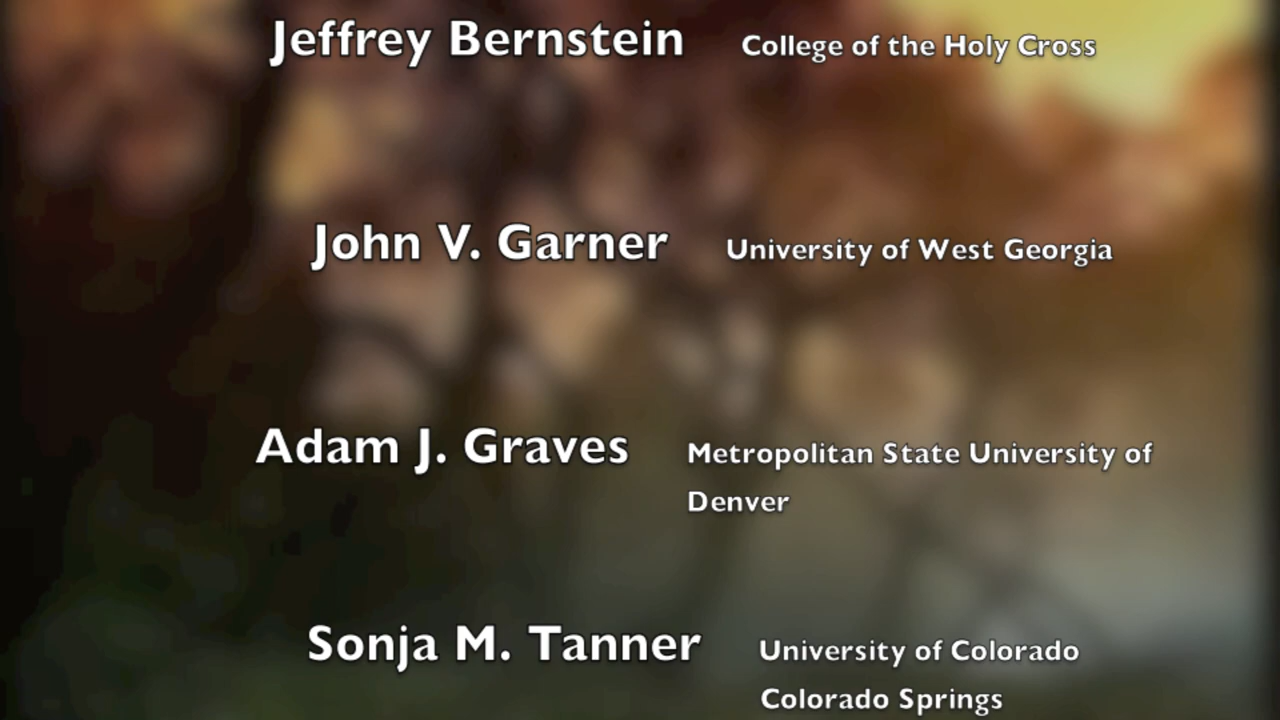 Jeffrey Bernstein College of the Holy Cross
John V. Garner University of West Georgia
Adam J. Graves Metropolitan State University of
Denver
Sonja M. Tanner University of Colorado
Colorado Springs